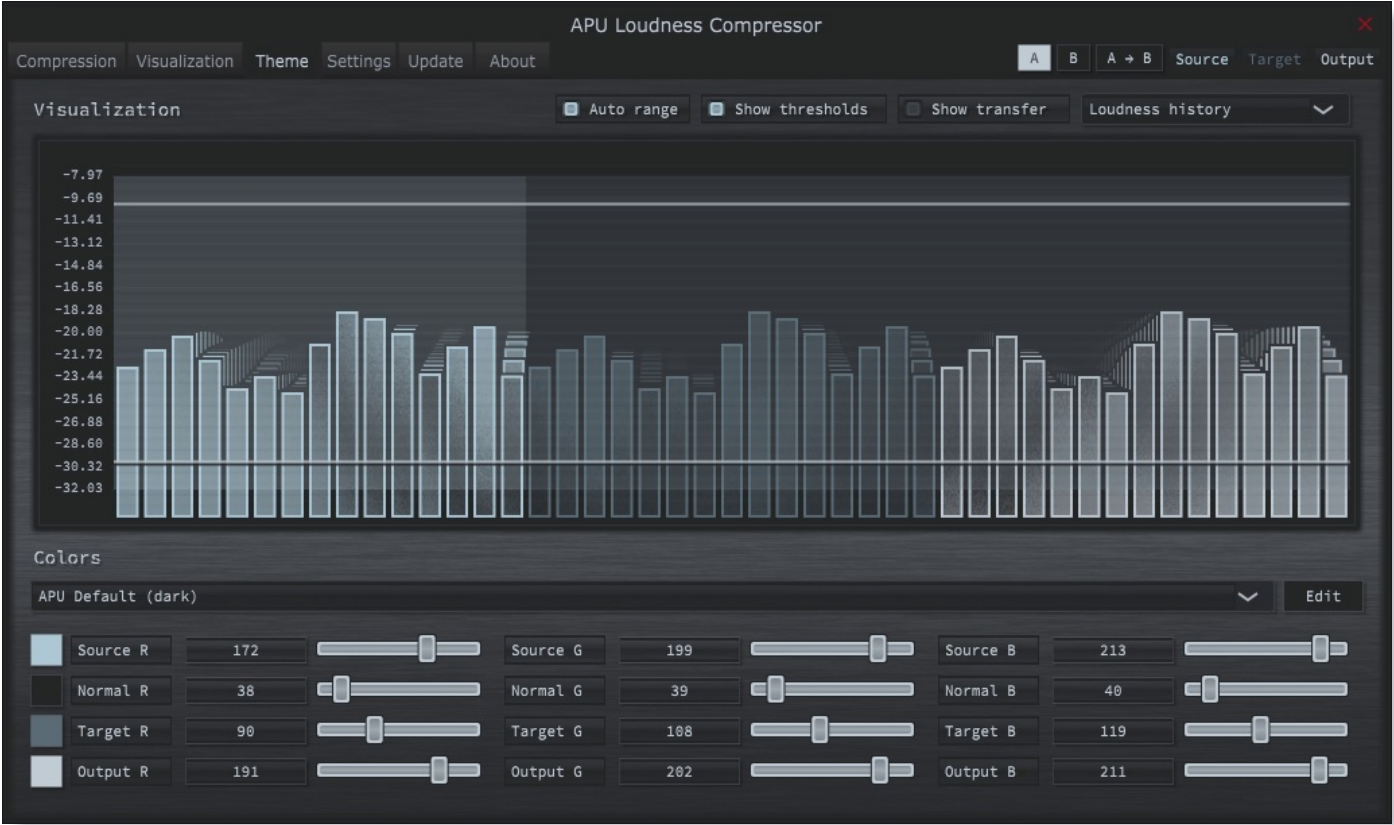 APU Loudness Compressor
Compression Visualization Theme Settings Update About A B A → B Source Target Output
Visualization Auto range Show thresholds Show transfer Loudness history
-7.97
-9.69
-11.41
-13.12
-14.84
-16.56
-18.28
-20.00
-21.72
-23.44
-25.16
-26.88
-28.60
-30.32
-32.03
Colors
APU Default (dark) Edit
Source R 172 Source G 199 Source B 213
Normal R 38 Normal G 39 Normal B 40
Target R 90 Target G 108 Target B 119
Output R 191 Output G 202 Output B 211